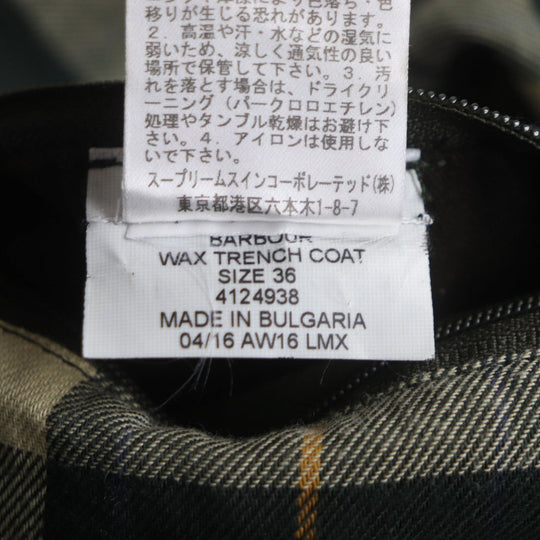 色落ち・色
移りが生じる恐れがあります。
2．高温や汗・水などの湿気に
弱いため、涼しく通気性の良い
場所で保管して下さい。3．汚
れを落とす場合は、ドライクリ
ーニング（パークロロエチレン）
処理やタンブル乾燥はお避け下
さい。4．アイロンは使用しな
いで下さい。
スープリームスインコーポレーテッド(株)
東京都港区六本木1-8-7
BARBOUR
WAX TRENCH COAT
SIZE 36
4124938
MADE IN BULGARIA
04/16 AW16 LMX